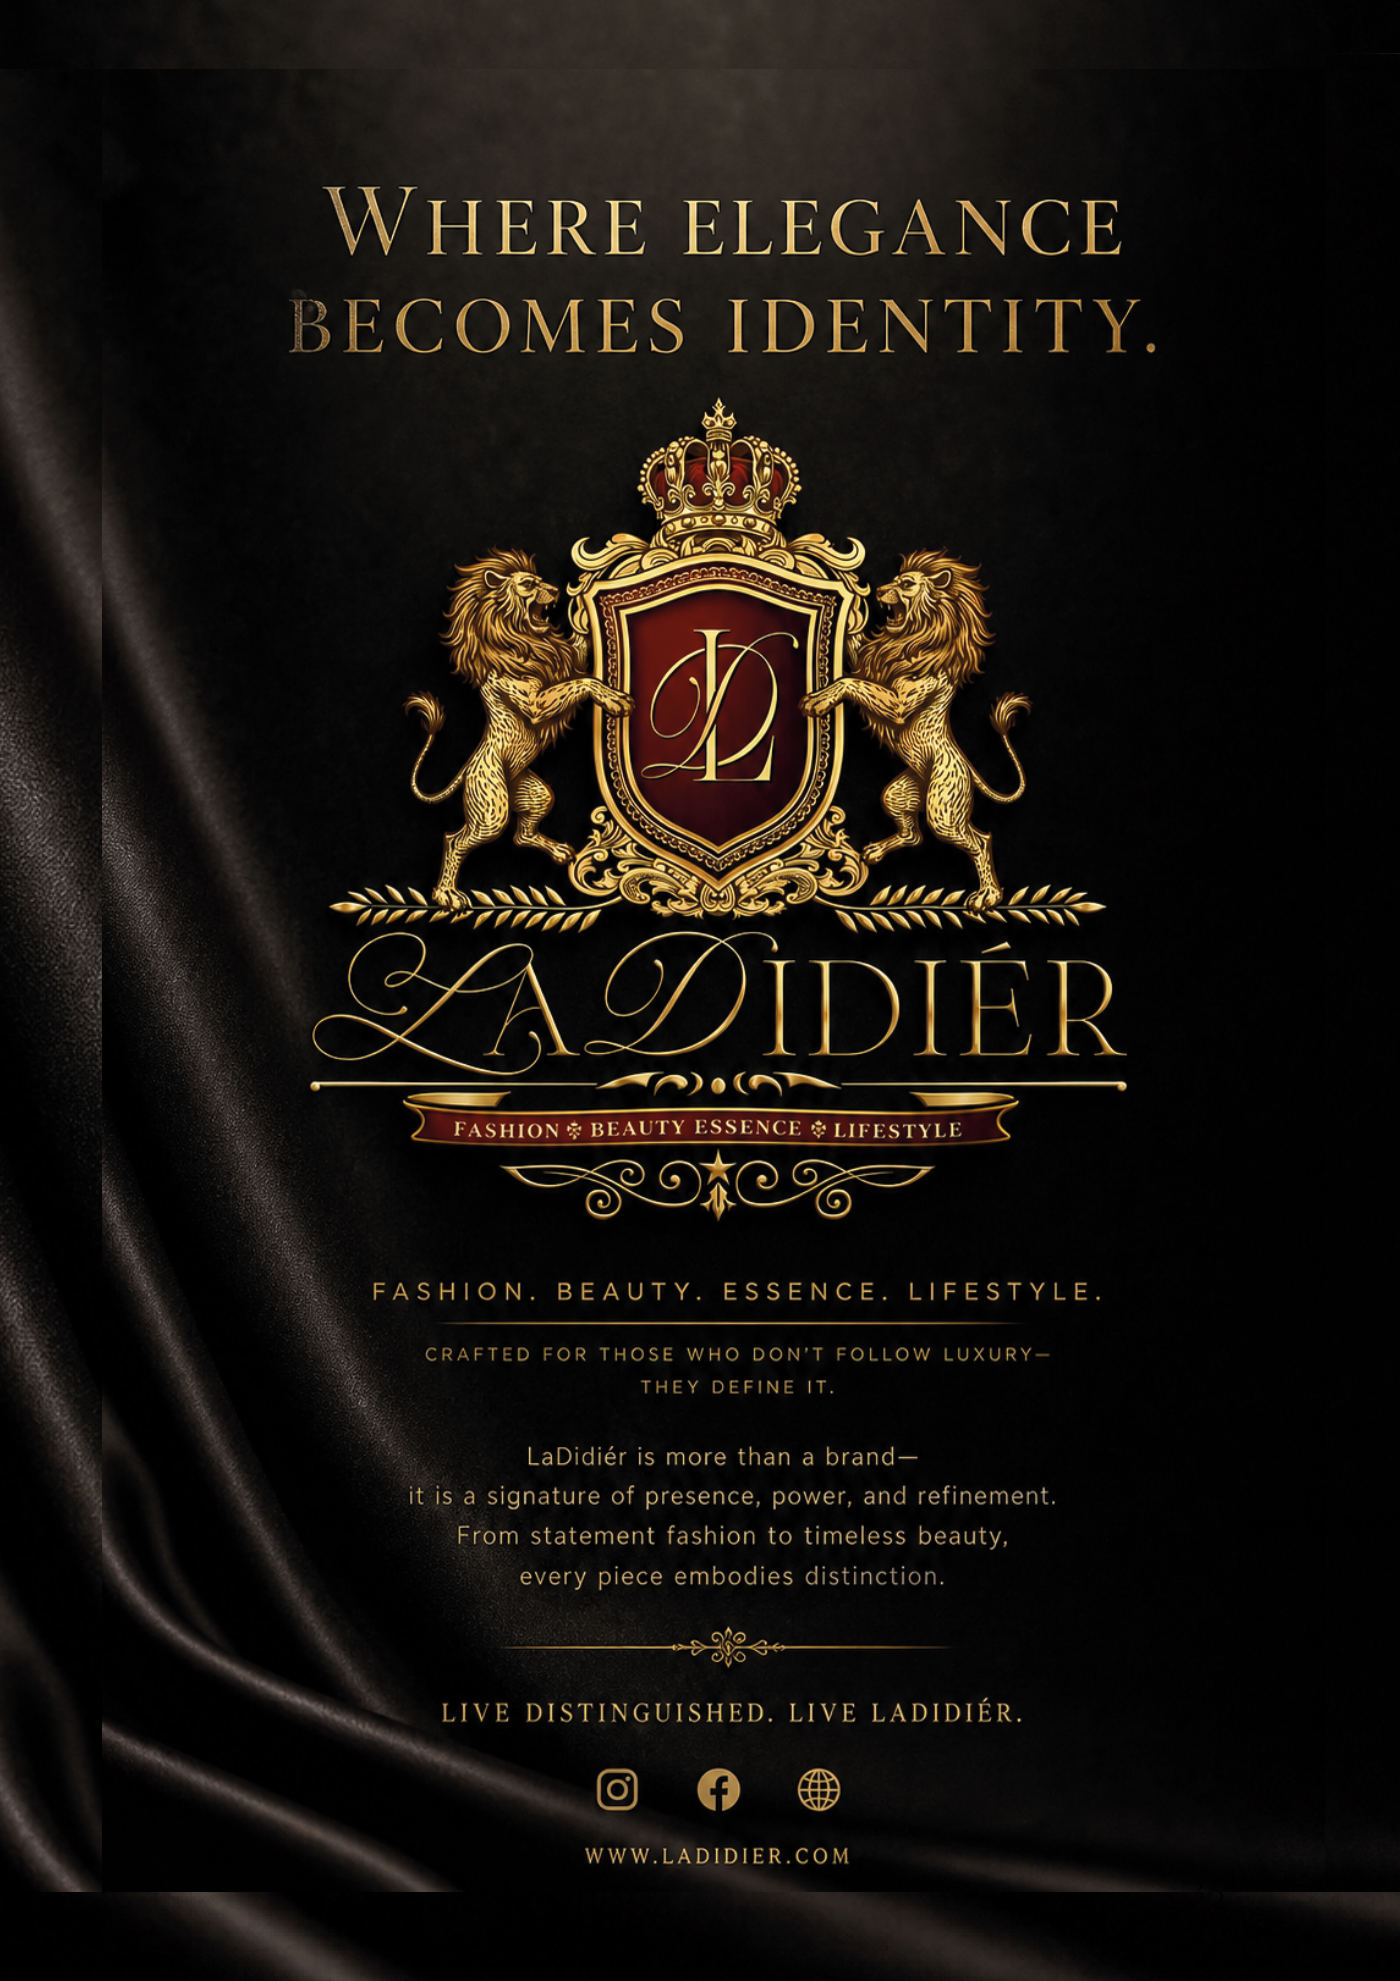 WHERE ELEGANCE
BECOMES IDENTITY.
LD
LADIDIÉR
FASHION ✤ BEAUTY ESSENCE ✤ LIFESTYLE
FASHION. BEAUTY. ESSENCE. LIFESTYLE.
CRAFTED FOR THOSE WHO DON'T FOLLOW LUXURY—
THEY DEFINE IT.
LaDidiér is more than a brand—
it is a signature of presence, power, and refinement.
From statement fashion to timeless beauty,
every piece embodies distinction.
LIVE DISTINGUISHED. LIVE LADIDIÉR.
WWW.LADIDIER.COM